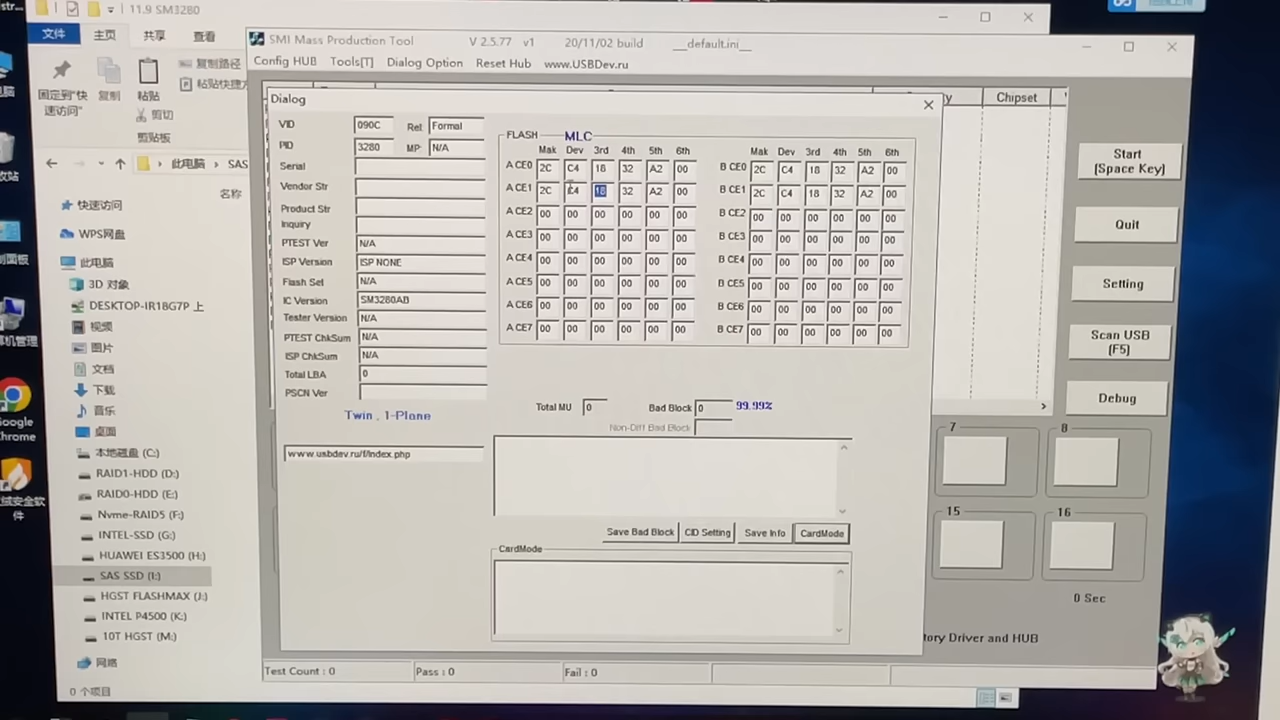 11.9 SM3280
文件
主页
共享
查看
固定到"快
速访问"
复制
粘贴
复制路径
粘贴快捷方
剪切
剪贴板
此电脑
SAS
名称
快速访问
WPS网盘
此电脑
3D 对象
DESKTOP-IR18G7P 上
视频
图片
文档
下载
音乐
桌面
本地磁盘 (C:)
RAID1-HDD (D:)
RAID0-HDD (E:)
Nvme-RAID5 (F:)
INTEL-SSD (G:)
HUAWEI ES3500 (H:)
SAS SSD (I:)
HGST FLASHMAX (J:)
INTEL P4500 (K:)
10T HGST (M:)
网络
0 个项目
SMI Mass Production Tool V 2.5.77 v1 20/11/02 build __default.ini__
Config HUB Tools[T] Dialog Option Reset Hub www.USBDev.ru
Dialog
VID 090C Rel Formal
PID 3280 MP N/A
Serial
Vendor Str
Product Str
Inquiry
PTEST Ver N/A
ISP Version ISP NONE
Flash Set N/A
IC Version SM3280AB
Tester Version N/A
PTEST ChkSum N/A
ISP ChkSum N/A
Total LBA 0
PSCN Ver
Twin , 1-Plane
www.usbdev.ru/f/index.php
FLASH MLC
Mak Dev 3rd 4th 5th 6th
A CE0 2C C4 18 32 A2 00
A CE1 2C C4 18 32 A2 00
A CE2 00 00 00 00 00 00
A CE3 00 00 00 00 00 00
A CE4 00 00 00 00 00 00
A CE5 00 00 00 00 00 00
A CE6 00 00 00 00 00 00
A CE7 00 00 00 00 00 00
Mak Dev 3rd 4th 5th 6th
B CE0 2C C4 18 32 A2 00
B CE1 2C C4 18 32 A2 00
B CE2 00 00 00 00 00 00
B CE3 00 00 00 00 00 00
B CE4 00 00 00 00 00 00
B CE5 00 00 00 00 00 00
B CE6 00 00 00 00 00 00
B CE7 00 00 00 00 00 00
Total MU 0 Bad Block 0 99.99%
Non-Diff Bad Block
Save Bad Block CID Setting Save Info CardMode
CardMode
y Chipset
Start
(Space Key)
Quit
Setting
Scan USB
(F5)
Debug
7 8
15 16
0 Sec
tory Driver and HUB
Test Count : 0 Pass : 0 Fail : 0
Google
Chrome